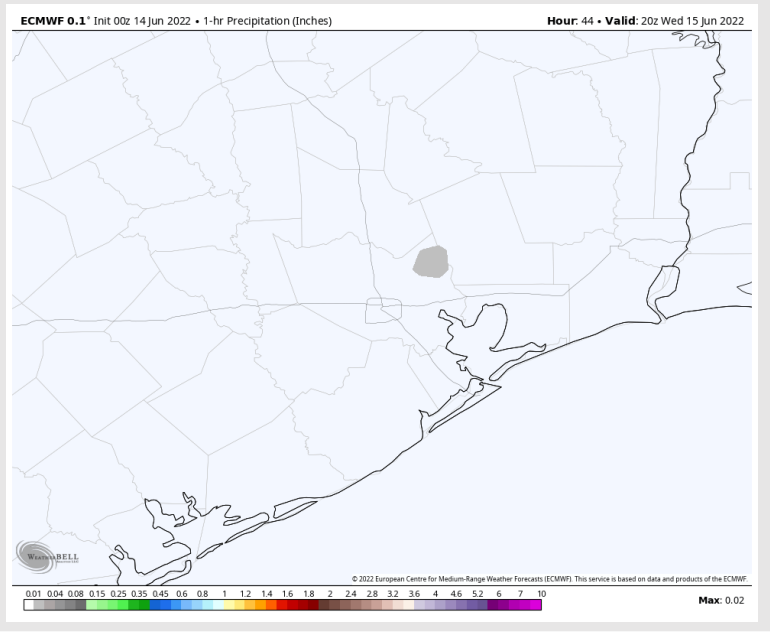 ECMWF 0.1° Init 00z 14 Jun 2022 • 1-hr Precipitation (Inches)
Hour: 44 • Valid: 20z Wed 15 Jun 2022
WEATHERBELL
© 2022 European Centre for Medium-Range Weather Forecasts (ECMWF). This service is based on data and products of the ECMWF
0.01 0.04 0.08 0.15 0.25 0.35 0.45 0.6 0.8 1 1.2 1.4 1.6 1.8 2 2.4 2.8 3.2 3.6 4 4.6 5.2 6 7 10
Max: 0.02